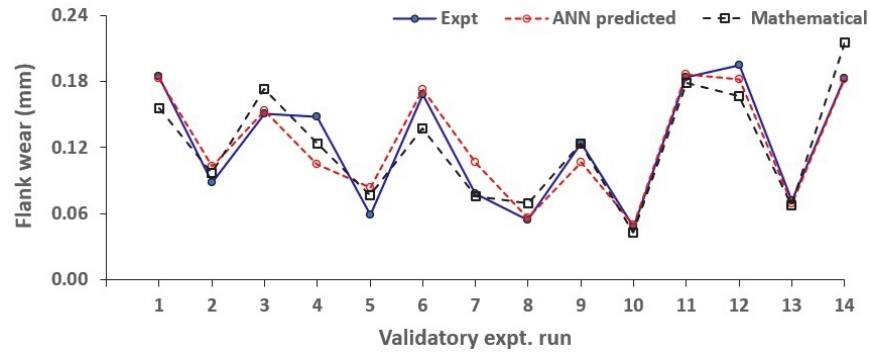 0.24
Expt
ANN predicted
Mathematical
0.18
0.12
0.06
0.00
Flank wear (mm)
1 2 3 4 5 6 7 8 9 10 11 12 13 14
Validatory expt. run